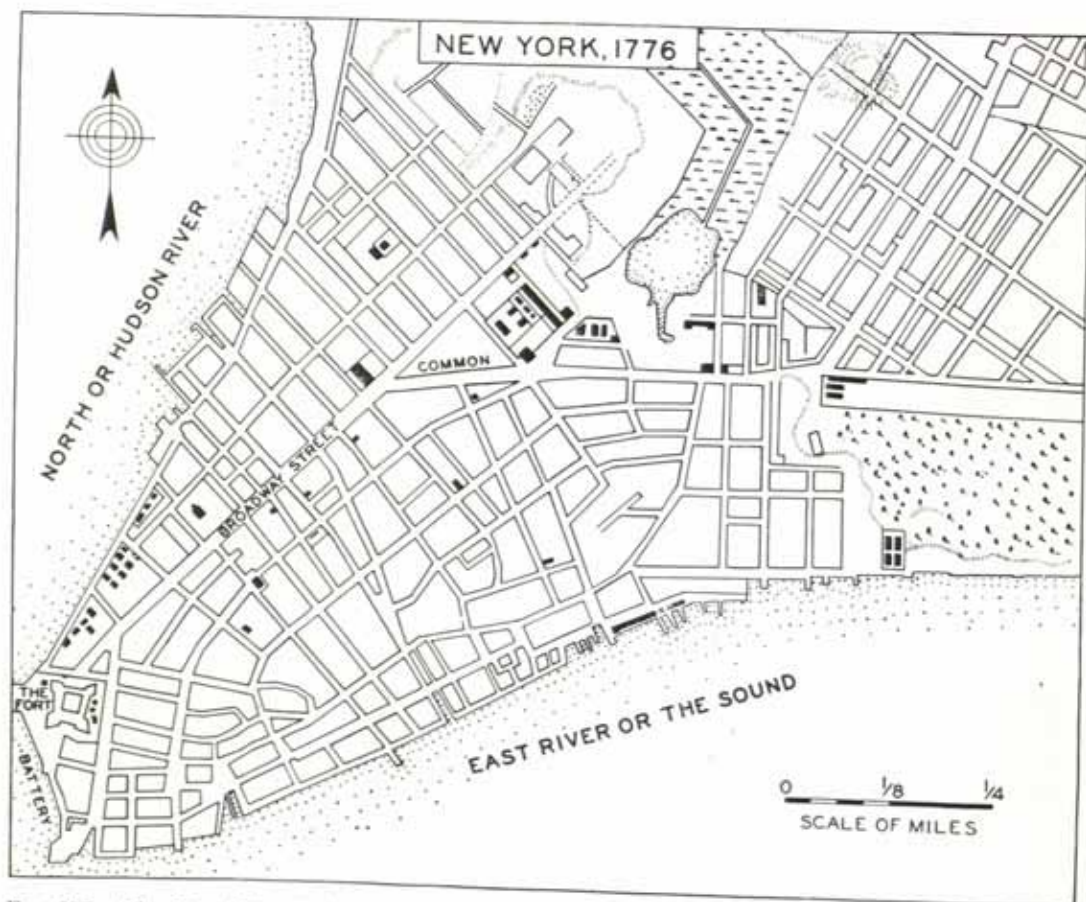 NEW YORK, 1776
NORTH OR HUDSON RIVER
COMMON
BROADWAY STREET
THE
FORT
BATTERY
EAST RIVER OR THE SOUND
0 1/8 1/4
SCALE OF MILES